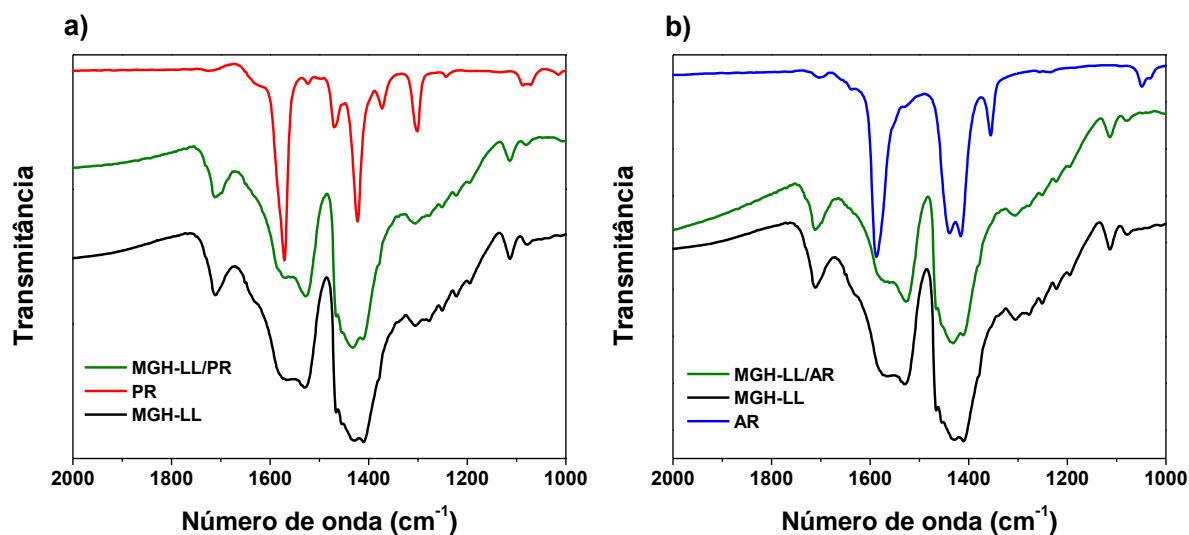 a)
Transmitância
MGH-LL/PR
PR
MGH-LL
2000 1800 1600 1400 1200 1000
Número de onda (cm⁻¹)
b)
Transmitância
MGH-LL/AR
MGH-LL
AR
2000 1800 1600 1400 1200 1000
Número de onda (cm⁻¹)